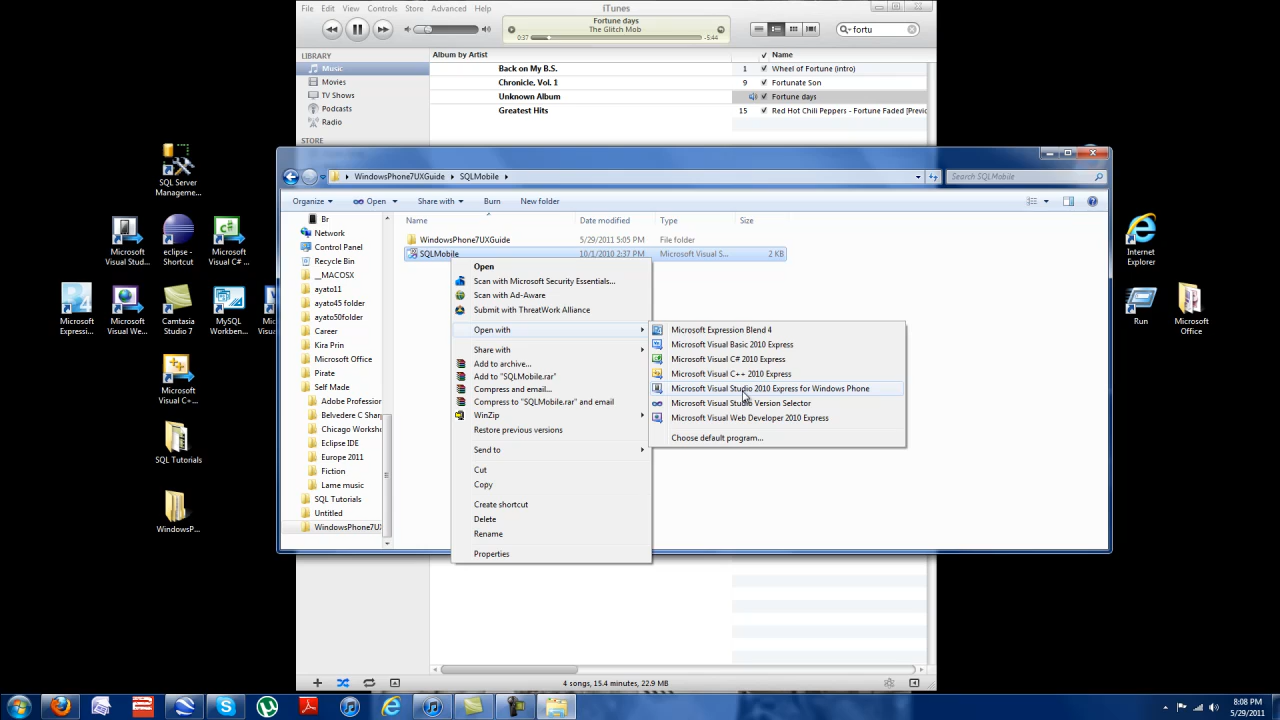 File Edit View Controls Store Advanced Help
iTunes
Fortune days
The Glitch Mob
0:37
-5:44
fortu
LIBRARY
Music
Movies
TV Shows
Podcasts
Radio
STORE
Album by Artist
Name
Back on My B.S.
1 Wheel of Fortune (intro)
Chronicle, Vol. 1
9 Fortunate Son
Unknown Album
Fortune days
Greatest Hits
15 Red Hot Chili Peppers - Fortune Faded [Previ
WindowsPhone7UXGuide
SQLMobile
Search SQLMobile
Organize
Open
Share with
Burn
New folder
Name
Date modified
Type
Size
WindowsPhone7UXGuide
5/29/2011 5:05 PM
File folder
SQLMobile
10/1/2010 2:37 PM
Microsoft Visual S...
2 KB
Br
Network
Control Panel
Recycle Bin
__MACOSX
ayato11
ayato45 folder
ayato50folder
Career
Kira Prin
Microsoft Office
Pirate
Self Made
Adobe Profession
Belvedere C Shar
Chicago Worksho
Eclipse IDE
Europe 2011
Fiction
Lame music
SQL Tutorials
Untitled
WindowsPhone7UX
Open
Scan with Microsoft Security Essentials...
Scan with Ad-Aware
Submit with ThreatWork Alliance
Open with
Share with
Add to archive...
Add to "SQLMobile.rar"
Compress and email...
Compress to "SQLMobile.rar" and email
WinZip
Restore previous versions
Send to
Cut
Copy
Create shortcut
Delete
Rename
Properties
Microsoft Expression Blend 4
Microsoft Visual Basic 2010 Express
Microsoft Visual C# 2010 Express
Microsoft Visual C++ 2010 Express
Microsoft Visual Studio 2010 Express for Windows Phone
Microsoft Visual Studio Version Selector
Microsoft Visual Web Developer 2010 Express
Choose default program...
SQL Server
Manageme...
Microsoft
Visual Stud...
eclipse -
Shortcut
Microsoft
Visual C#...
Microsoft
Expressi...
Microsoft
Visual We...
Camtasia
Studio 7
MySQL
Workben...
Microsoft
Visual C+...
SQL Tutorials
WindowsP...
Internet
Explorer
Run
Microsoft
Office
4 songs, 15.4 minutes, 22.9 MB
8:08 PM
5/29/2011